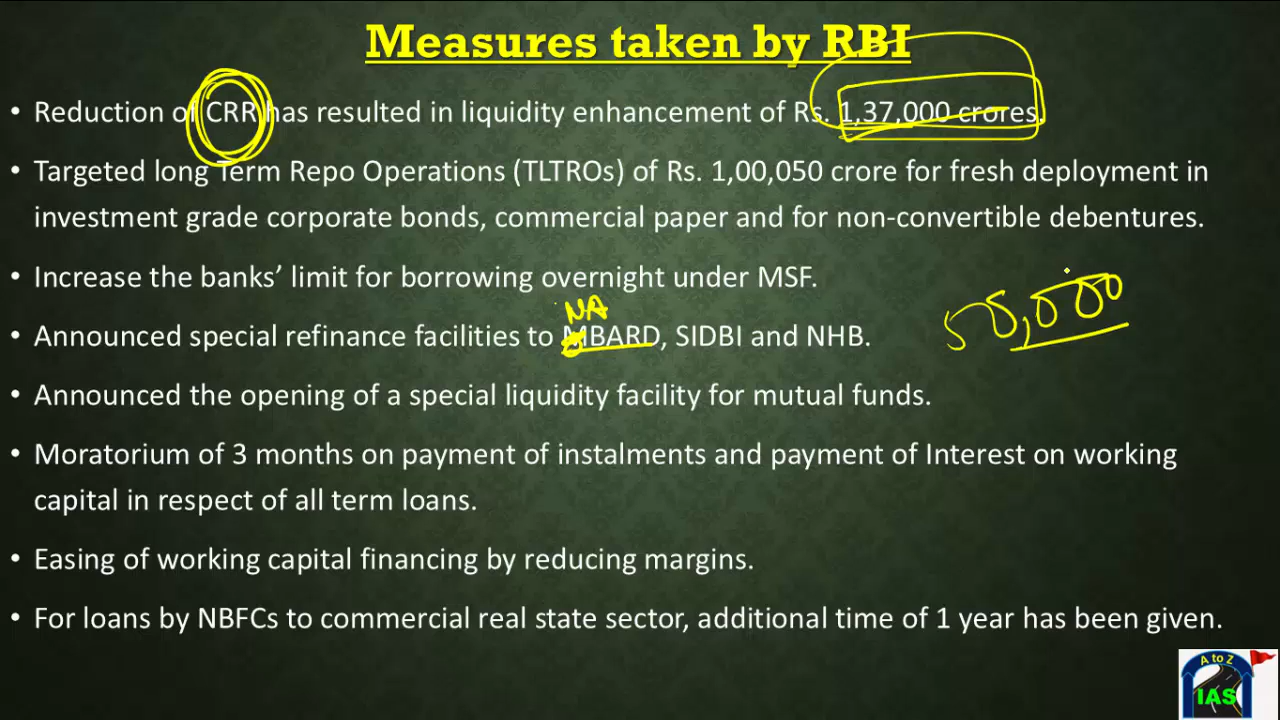 Measures taken by RBI
• Reduction of CRR has resulted in liquidity enhancement of Rs. 1,37,000 crores.
• Targeted long Term Repo Operations (TLTROs) of Rs. 1,00,050 crore for fresh deployment in
investment grade corporate bonds, commercial paper and for non-convertible debentures.
• Increase the banks' limit for borrowing overnight under MSF.
NA
50,000
• Announced special refinance facilities to MBARD, SIDBI and NHB.
• Announced the opening of a special liquidity facility for mutual funds.
• Moratorium of 3 months on payment of instalments and payment of Interest on working
capital in respect of all term loans.
• Easing of working capital financing by reducing margins.
• For loans by NBFCs to commercial real state sector, additional time of 1 year has been given.
A to Z
IAS